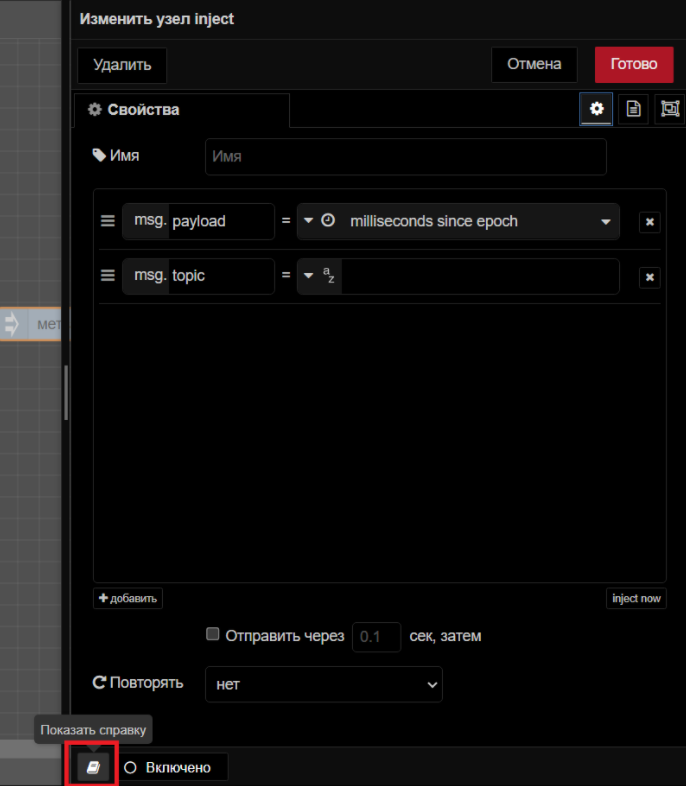 Изменить узел inject
Удалить
Отмена
Готово
Свойства
Имя
Имя
msg. payload = milliseconds since epoch
мет
msg. topic = az
добавить
inject now
Отправить через 0.1 сек, затем
Повторять нет
Показать справку
Включено